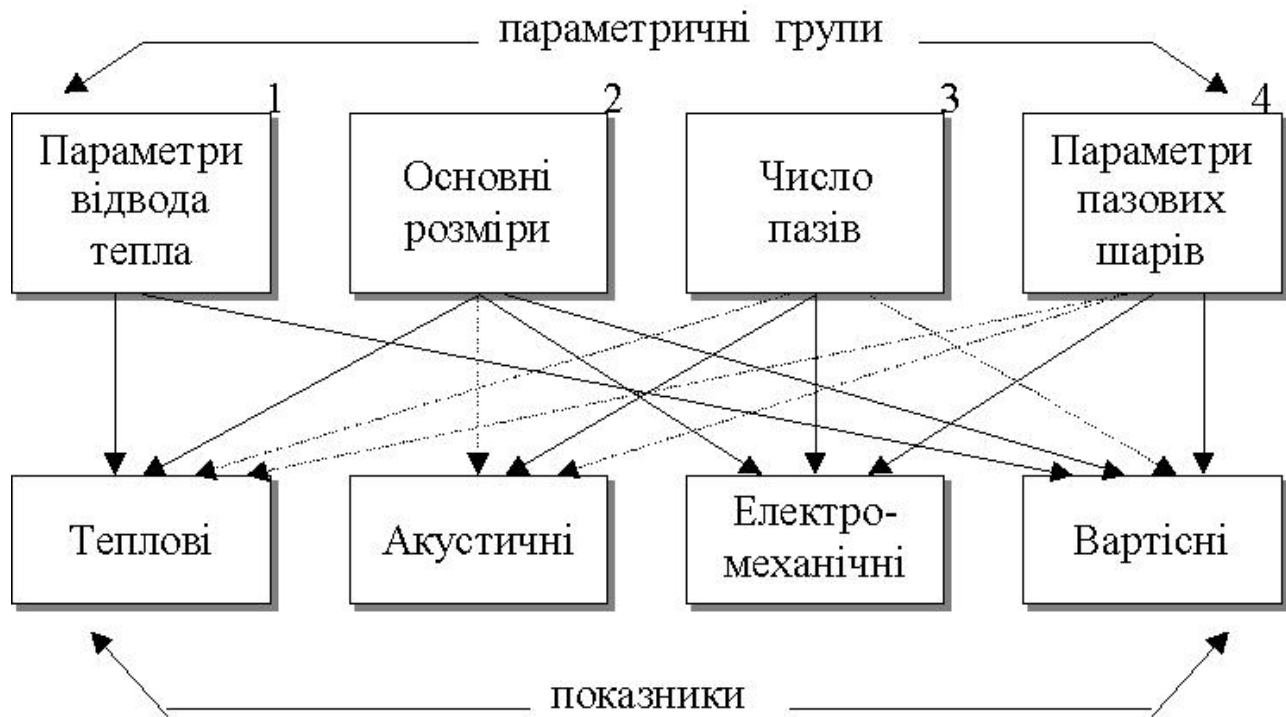 параметричні групи
1
2
3
4
Параметри
відвода
тепла
Основні
розміри
Число
пазів
Параметри
пазових
шарів
Теплові
Акустичні
Електро-
механічні
Вартісні
показники